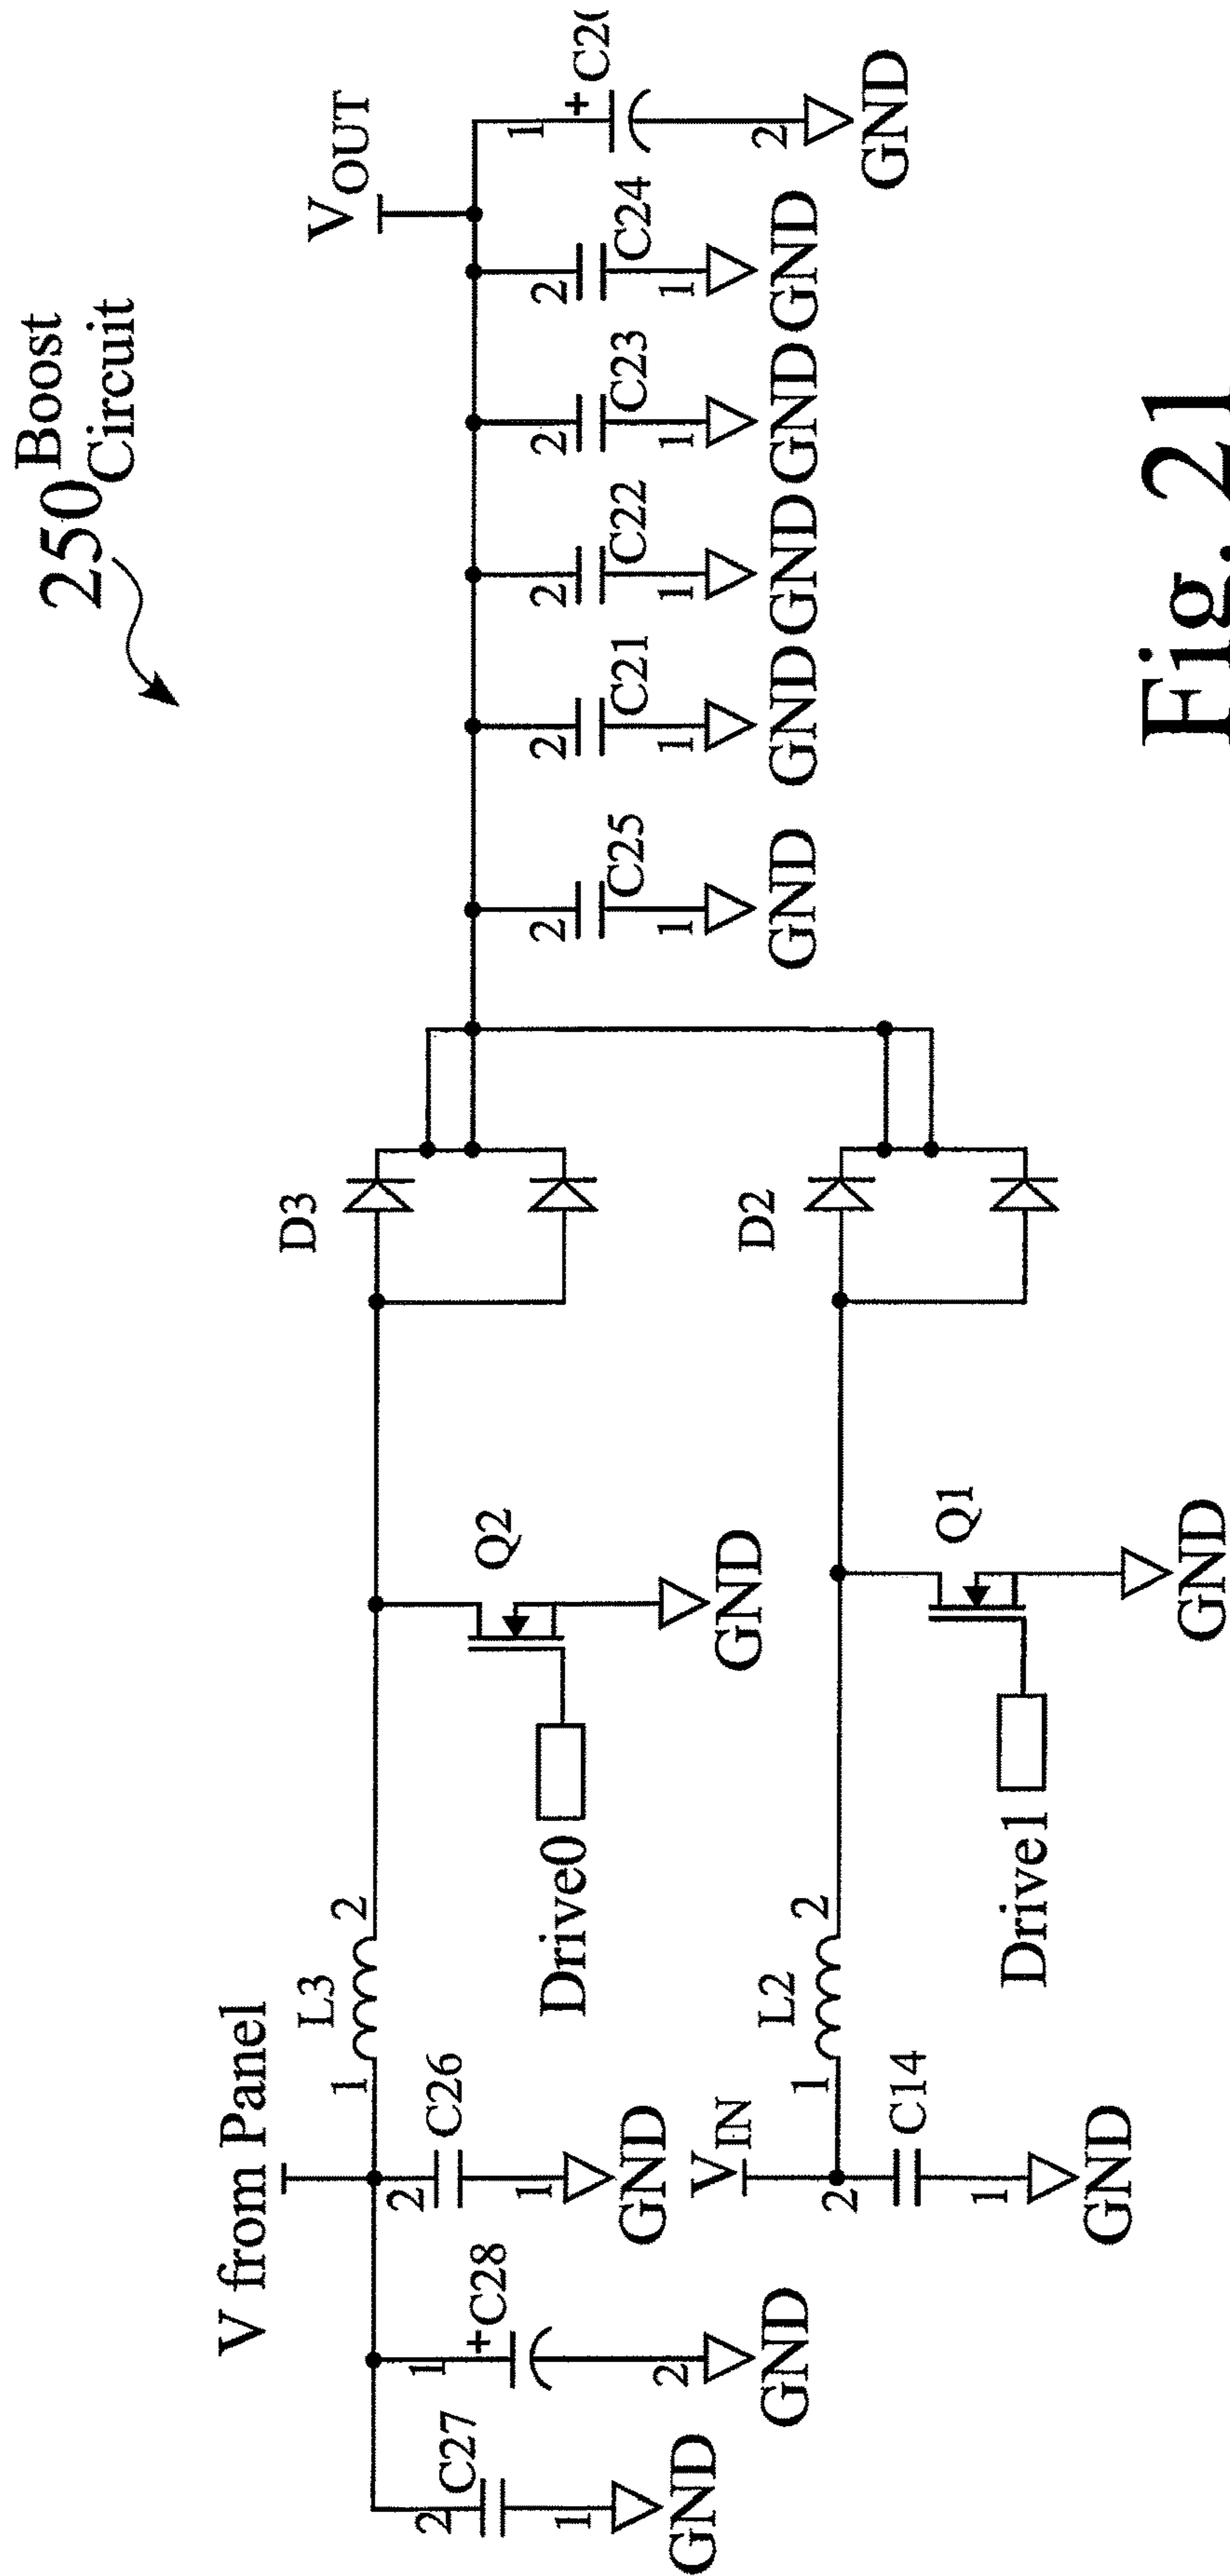 250 Boost
Circuit
V from Panel
VOUT
L3
1
2
D3
C27
2
1
GND
+
C28
1
2
GND
C26
2
1
GND
Drive0
Q2
GND
C25
2
1
GND
C21
2
1
GND
C22
2
1
GND
C23
2
1
GND
C24
2
1
GND
+
1
2
GND
VIN
L2
1
2
D2
C14
2
1
GND
Drive1
Q1
GND
Fig. 21